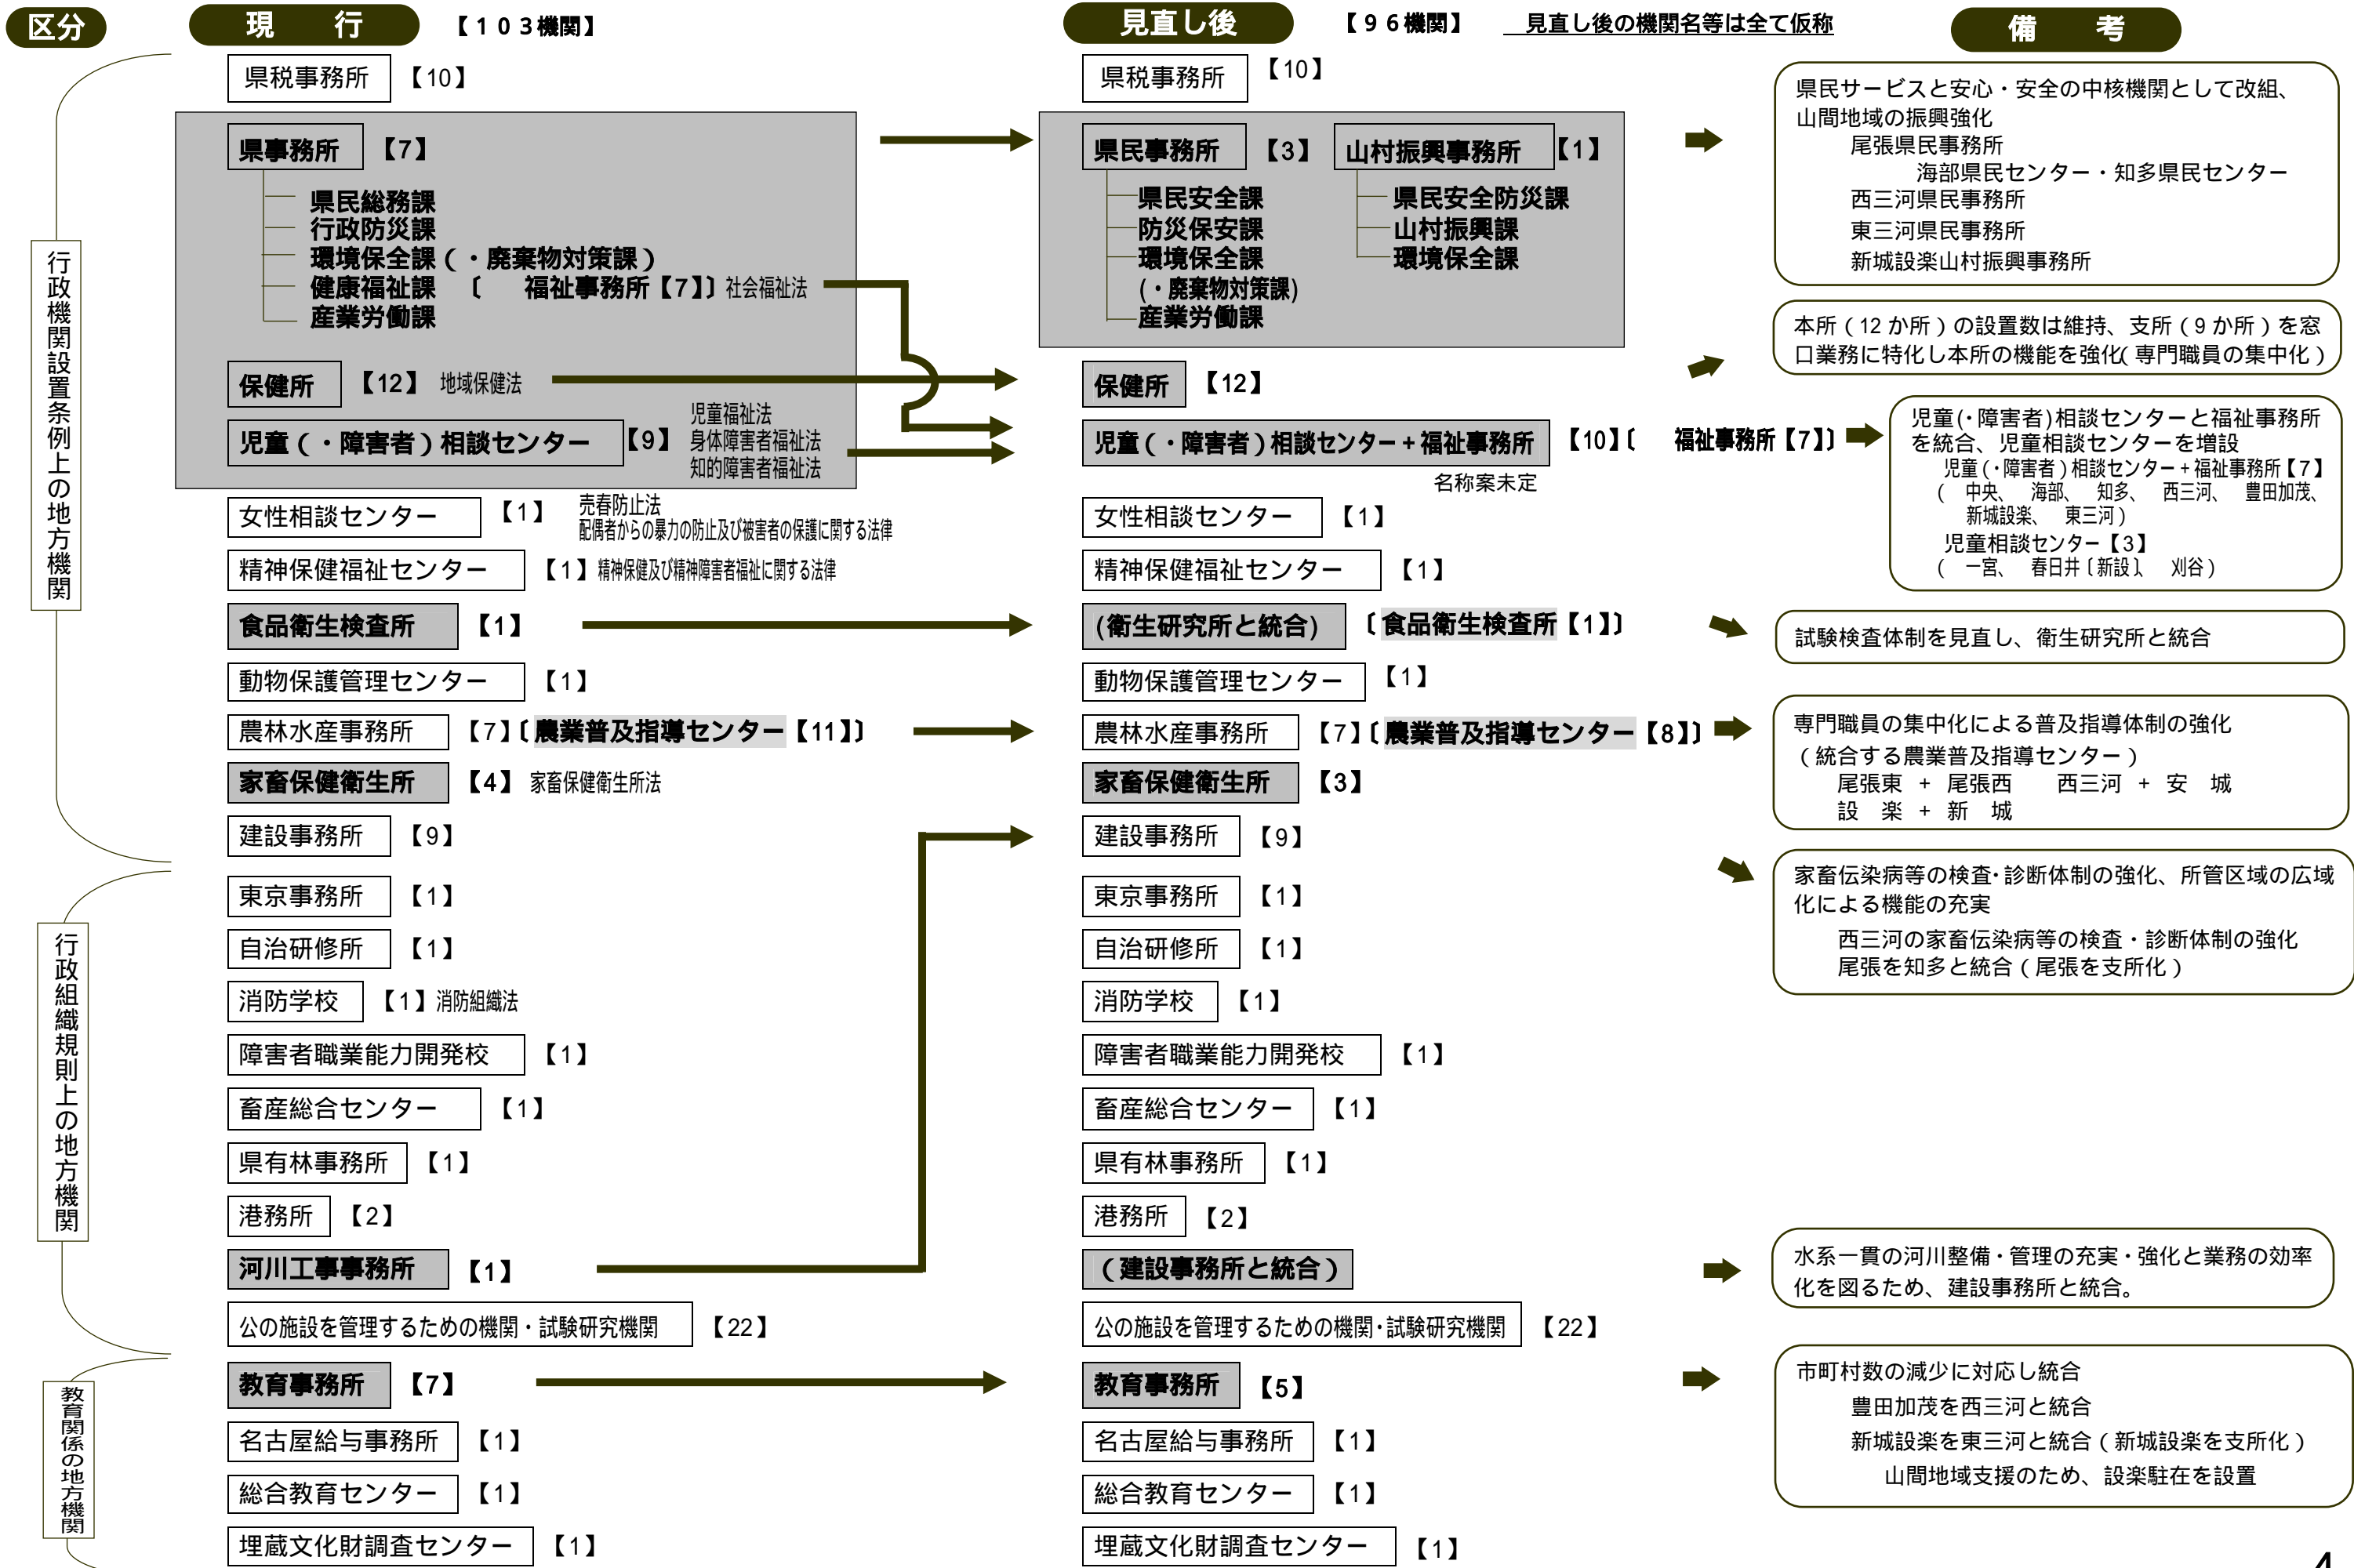 区分
現　行
【103機関】
見直し後
【96機関】
見直し後の機関名等は全て仮称
備　考
行政機関設置条例上の地方機関
県税事務所 【10】
県事務所 【7】
県民総務課
行政防災課
環境保全課(・廃棄物対策課)
健康福祉課 〔 福祉事務所【7】〕社会福祉法
産業労働課
保健所 【12】 地域保健法
児童(・障害者)相談センター 【9】
児童福祉法
身体障害者福祉法
知的障害者福祉法
女性相談センター 【1】
売春防止法
配偶者からの暴力の防止及び被害者の保護に関する法律
精神保健福祉センター 【1】精神保健及び精神障害者福祉に関する法律
食品衛生検査所 【1】
動物保護管理センター 【1】
農林水産事務所 【7】〔農業普及指導センター【11】〕
家畜保健衛生所 【4】 家畜保健衛生所法
建設事務所 【9】
行政組織規則上の地方機関
東京事務所 【1】
自治研修所 【1】
消防学校 【1】消防組織法
障害者職業能力開発校 【1】
畜産総合センター 【1】
県有林事務所 【1】
港務所 【2】
河川工事事務所 【1】
公の施設を管理するための機関・試験研究機関 【22】
教育関係の地方機関
教育事務所 【7】
名古屋給与事務所 【1】
総合教育センター 【1】
埋蔵文化財調査センター 【1】
県税事務所 【10】
県民事務所 【3】
県民安全課
防災保安課
環境保全課
(・廃棄物対策課)
産業労働課
山村振興事務所 【1】
県民安全防災課
山村振興課
環境保全課
保健所 【12】
児童(・障害者)相談センター+福祉事務所 【10】〔 福祉事務所【7】〕
名称案未定
女性相談センター 【1】
精神保健福祉センター 【1】
(衛生研究所と統合) 〔食品衛生検査所【1】〕
動物保護管理センター 【1】
農林水産事務所 【7】〔農業普及指導センター【8】〕
家畜保健衛生所 【3】
建設事務所 【9】
東京事務所 【1】
自治研修所 【1】
消防学校 【1】
障害者職業能力開発校 【1】
畜産総合センター 【1】
県有林事務所 【1】
港務所 【2】
(建設事務所と統合)
公の施設を管理するための機関・試験研究機関 【22】
教育事務所 【5】
名古屋給与事務所 【1】
総合教育センター 【1】
埋蔵文化財調査センター 【1】
県民サービスと安心・安全の中核機関として改組、
山間地域の振興強化
尾張県民事務所
海部県民センター・知多県民センター
西三河県民事務所
東三河県民事務所
新城設楽山村振興事務所
本所(12か所)の設置数は維持、支所(9か所)を窓
口業務に特化し本所の機能を強化(専門職員の集中化)
児童(・障害者)相談センターと福祉事務所
を統合、児童相談センターを増設
児童(・障害者)相談センター+福祉事務所【7】
( 中央、 海部、 知多、 西三河、 豊田加茂、
新城設楽、 東三河)
児童相談センター【3】
( 一宮、 春日井〔新設〕、 刈谷)
試験検査体制を見直し、衛生研究所と統合
専門職員の集中化による普及指導体制の強化
(統合する農業普及指導センター)
尾張東 + 尾張西　西三河 + 安　城
設　楽 + 新　城
家畜伝染病等の検査・診断体制の強化、所管区域の広域
化による機能の充実
西三河の家畜伝染病等の検査・診断体制の強化
尾張を知多と統合(尾張を支所化)
水系一貫の河川整備・管理の充実・強化と業務の効率
化を図るため、建設事務所と統合。
市町村数の減少に対応し統合
豊田加茂を西三河と統合
新城設楽を東三河と統合(新城設楽を支所化)
山間地域支援のため、設楽駐在を設置
4